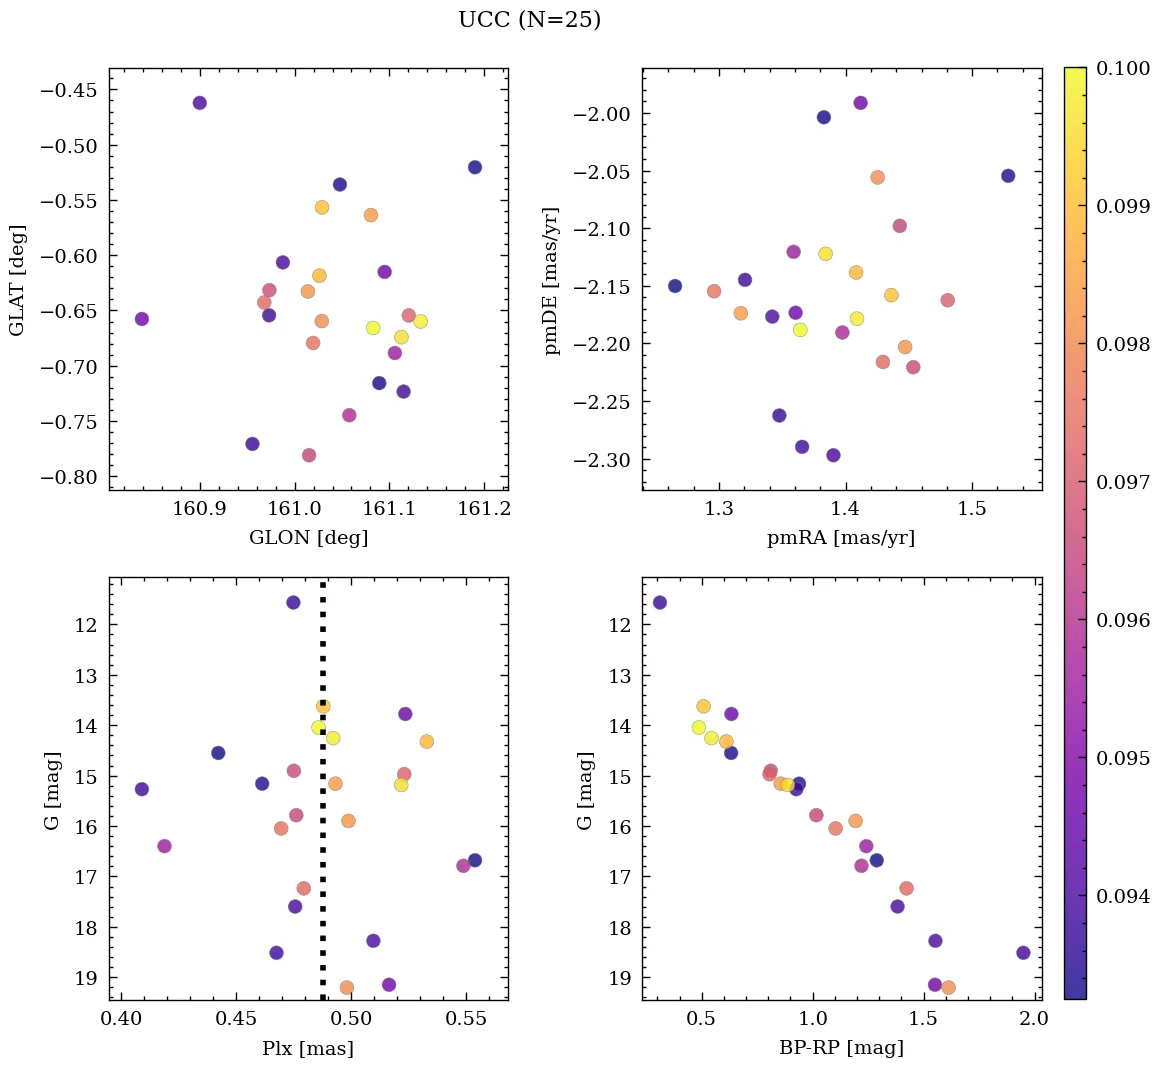 UCC (N=25)
−0.45
−0.50
−0.55
−0.60
−0.65
−0.70
−0.75
−0.80
GLAT [deg]
160.9 161.0 161.1 161.2
GLON [deg]
−2.00
−2.05
−2.10
−2.15
−2.20
−2.25
−2.30
pmDE [mas/yr]
1.3 1.4 1.5
pmRA [mas/yr]
12
13
14
15
16
17
18
19
G [mag]
0.40 0.45 0.50 0.55
Plx [mas]
12
13
14
15
16
17
18
19
G [mag]
0.5 1.0 1.5 2.0
BP-RP [mag]
0.100
0.099
0.098
0.097
0.096
0.095
0.094